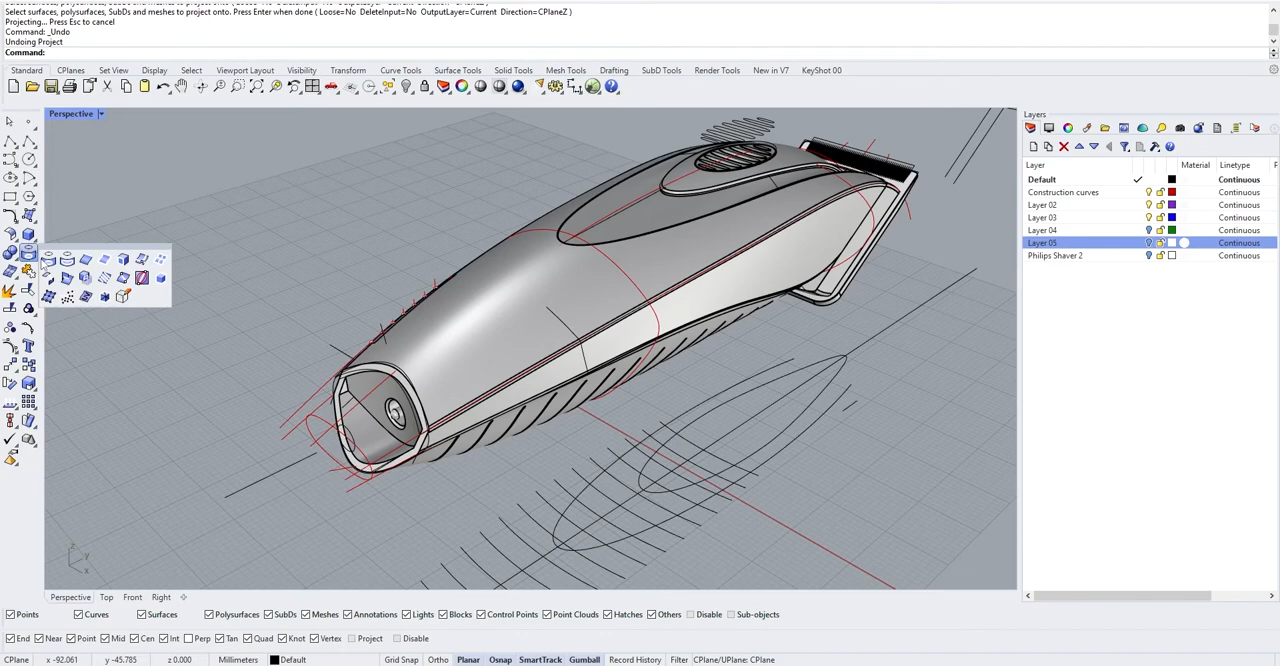 Select surfaces, polysurfaces, SubDs and meshes to project onto. Press Enter when done ( Loose=No DeleteInput=No OutputLayer=Current Direction=CPlaneZ )
Projecting... Press Esc to cancel
Command: _Undo
Undoing Project
Command:
Standard CPlanes Set View Display Select Viewport Layout Visibility Transform Curve Tools Surface Tools Solid Tools Mesh Tools Drafting SubD Tools Render Tools New in V7 KeyShot 00
Perspective
Layers
Layer Material Linetype P
Default Continuous
Construction curves Continuous
Layer 02 Continuous
Layer 03 Continuous
Layer 04 Continuous
Layer 05 Continuous
Philips Shaver 2 Continuous
z
y
x
Perspective Top Front Right
Points Curves Surfaces Polysurfaces SubDs Meshes Annotations Lights Blocks Control Points Point Clouds Hatches Others Disable Sub-objects
End Near Point Mid Cen Int Perp Tan Quad Knot Vertex Project Disable
CPlane x -92.061 y -45.785 z 0.000 Millimeters Default Grid Snap Ortho Planar Osnap SmartTrack Gumball Record History Filter CPlane/UPlane: CPlane